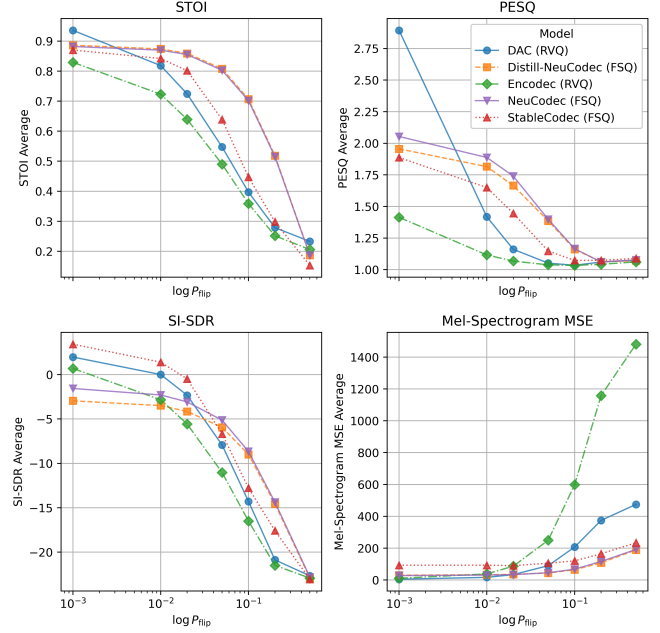 STOI
STOI Average
0.9
0.8
0.7
0.6
0.5
0.4
0.3
0.2
log P_flip
PESQ
PESQ Average
2.75
2.50
2.25
2.00
1.75
1.50
1.25
1.00
Model
DAC (RVQ)
Distill-NeuCodec (FSQ)
Encodec (RVQ)
NeuCodec (FSQ)
StableCodec (FSQ)
log P_flip
SI-SDR
SI-SDR Average
0
−5
−10
−15
−20
10⁻³
10⁻²
10⁻¹
log P_flip
Mel-Spectrogram MSE
Mel-Spectrogram MSE Average
1400
1200
1000
800
600
400
200
0
10⁻³
10⁻²
10⁻¹
log P_flip